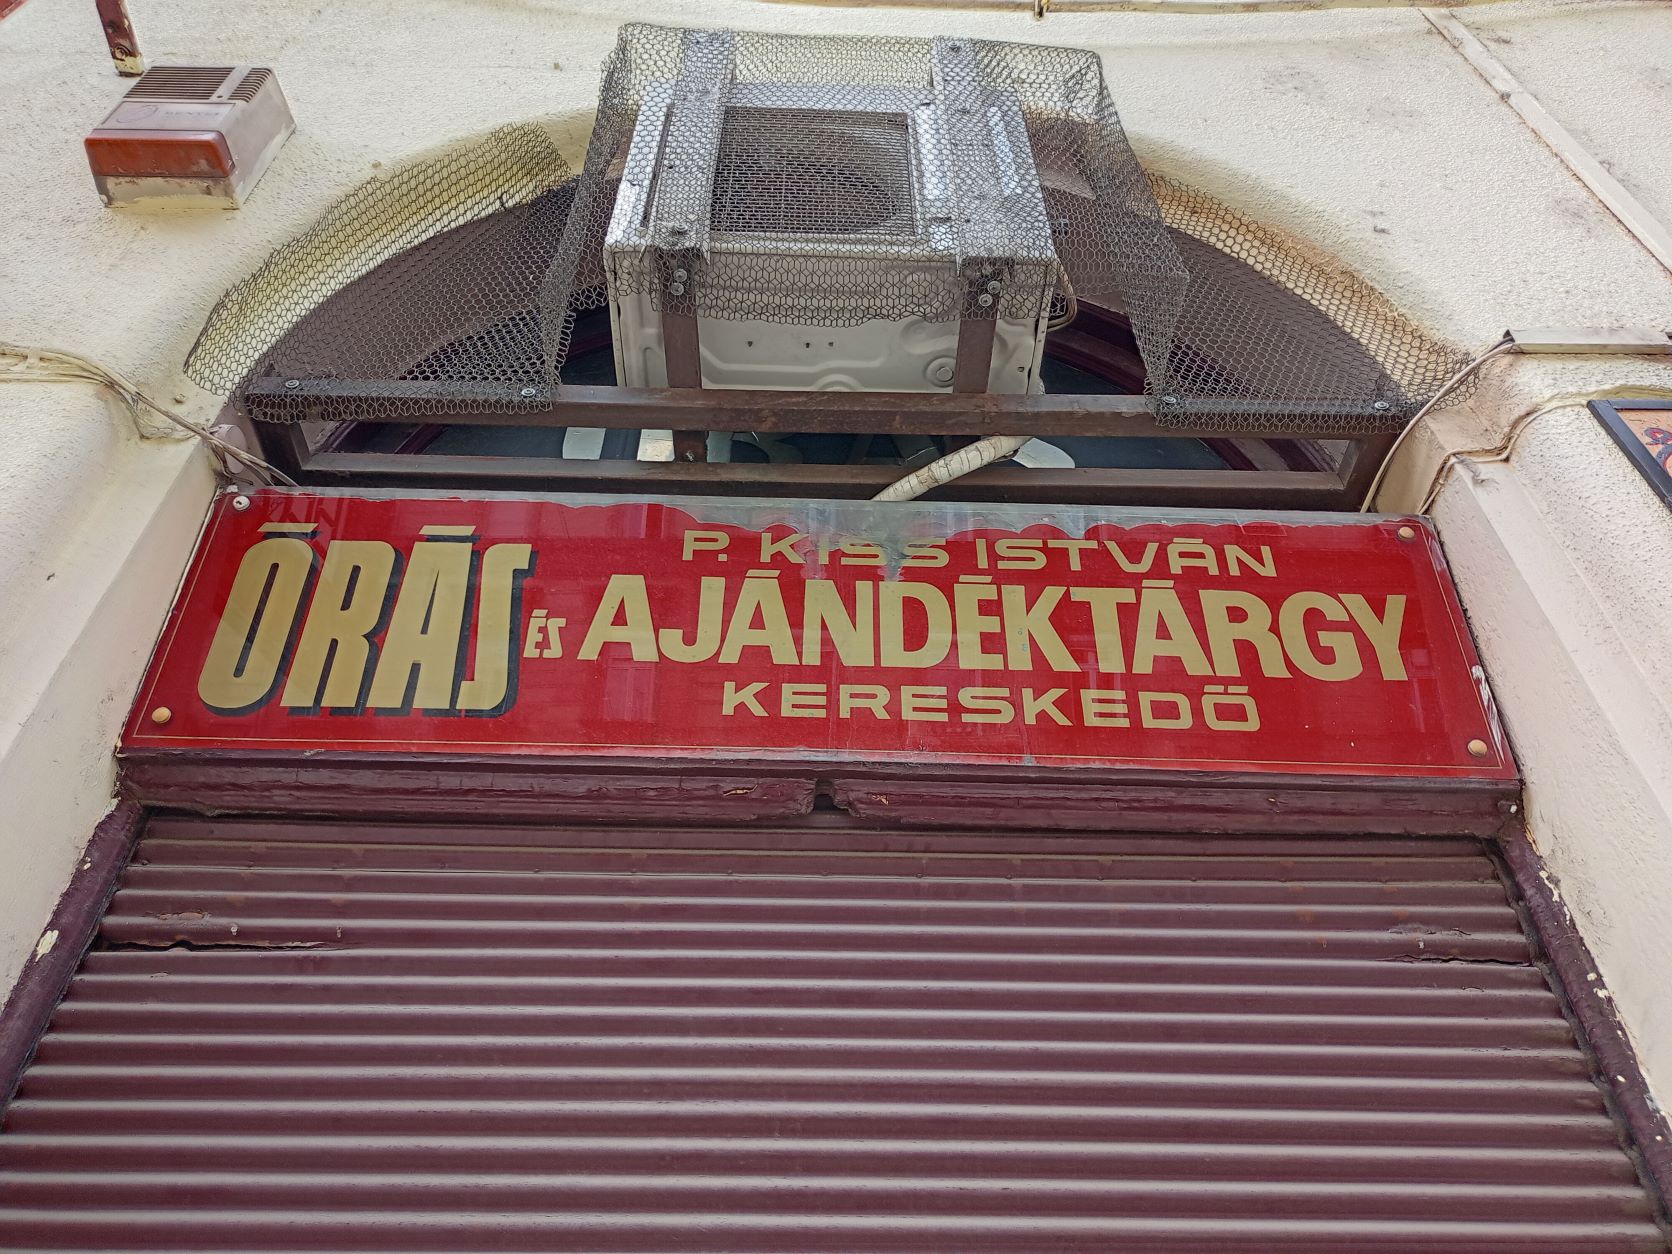 P. KISS ISTVÁN
ÓRÁS ÉS AJÁNDÉKTÁRGY
KERESKEDŐ